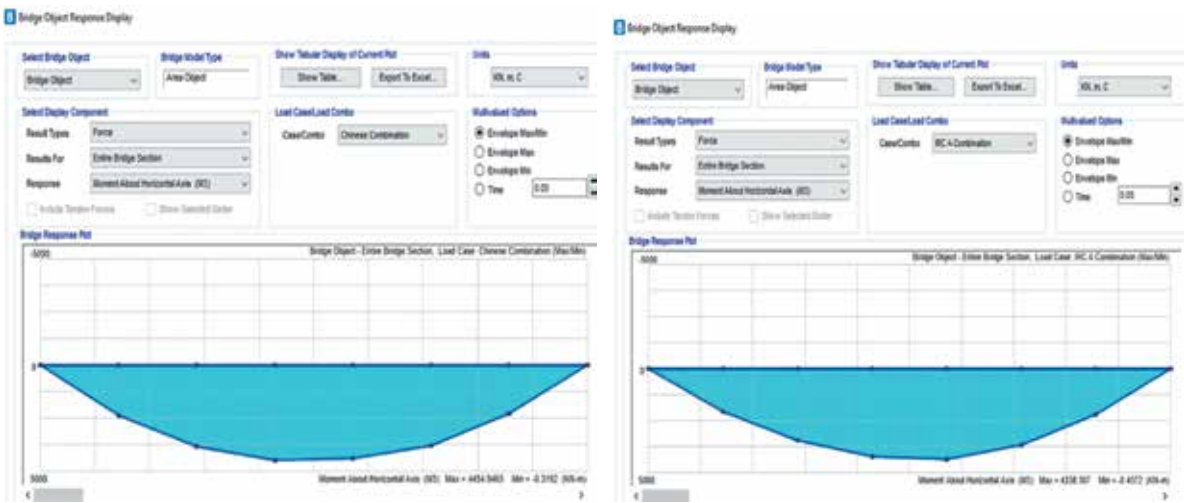 Bridge Object Response Display
Select Bridge Object
Bridge Object
Bridge Model Type
Area Object
Show Tabular Display of Current Plot
Show Table...
Export To Excel...
Units
KN, m, C
Select Display Component
Result Types Force
Results For Entire Bridge Section
Response Moment About Horizontal Axis (M3)
Include Tendon Forces
Show Selected Girder
Load Case/Load Combo
Case/Combo Chinese Combination
Multivalued Options
Envelope Max/Min
Envelope Max
Envelope Min
Time 0.05
Bridge Response Plot
-5000
Bridge Object - Entire Bridge Section, Load Case: Chinese Combination (Max/Min)
0
5000
Moment About Horizontal Axis (M3) Max = 4454.9465 Min = -0.3192 (KN-m)
Bridge Object Response Display
Select Bridge Object
Bridge Object
Bridge Model Type
Area Object
Show Tabular Display of Current Plot
Show Table...
Export To Excel...
Units
KN, m, C
Select Display Component
Result Types Force
Results For Entire Bridge Section
Response Moment About Horizontal Axis (M3)
Include Tendon Forces
Show Selected Girder
Load Case/Load Combo
Case/Combo IRC A Combination
Multivalued Options
Envelope Max/Min
Envelope Max
Envelope Min
Time 0.05
Bridge Response Plot
-5000
Bridge Object - Entire Bridge Section, Load Case: IRC A Combination (Max/Min)
0
5000
Moment About Horizontal Axis (M3) Max = 4338.507 Min = -0.4372 (KN-m)